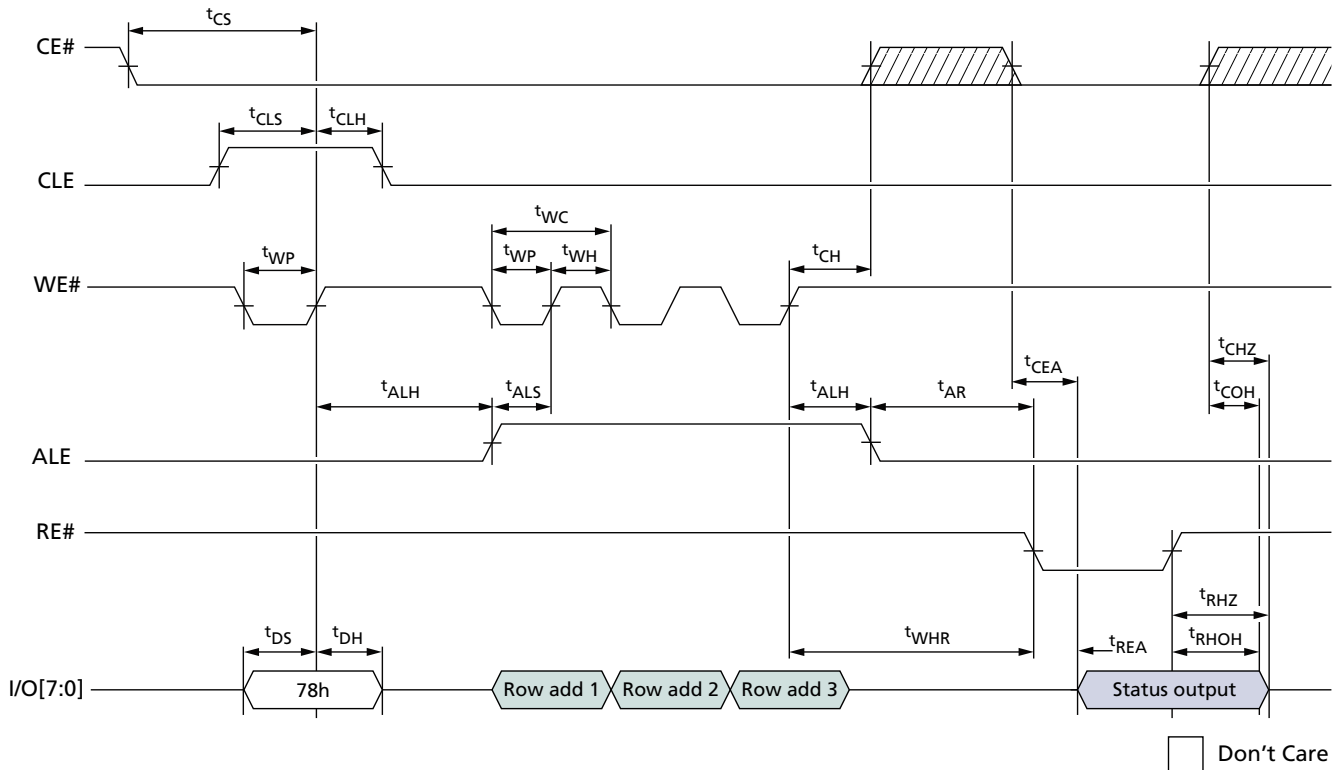 tCS
CE#
tCLS tCLH
CLE
tWC
tWP tWP tWH tCH
WE#
tCEA tCHZ
tALH tALS tALH tAR tCOH
ALE
RE#
tRHZ
tDS tDH tWHR tREA tRHOH
I/O[7:0] 78h Row add 1 Row add 2 Row add 3 Status output
Don't Care